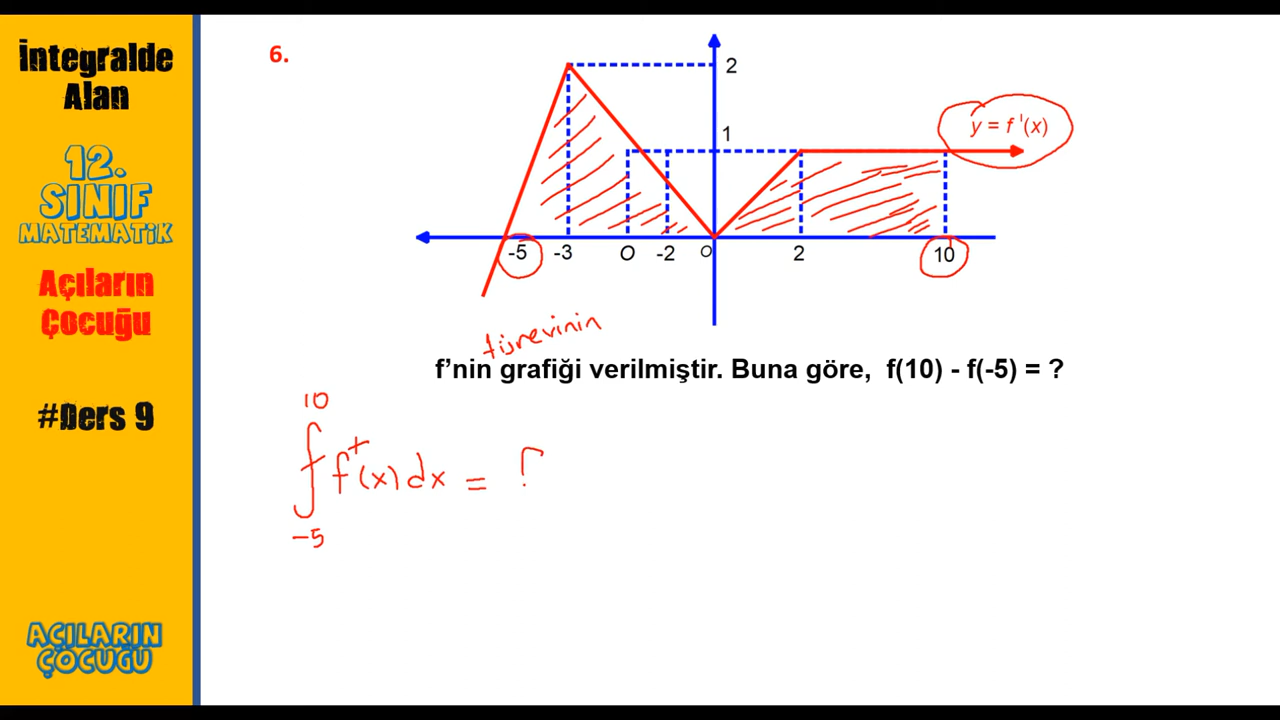 İntegralde
Alan
12.
SINIF
MATEMATİK
Açıların
Çocuğu
#Ders 9
AÇILARIN
ÇOCUĞU
6.
2
1
y = f'(x)
-5 -3 O -2 O 2 10
türevinin
f'nin grafiği verilmiştir. Buna göre, f(10) - f(-5) = ?
10
∫ f'(x) dx = ?
-5